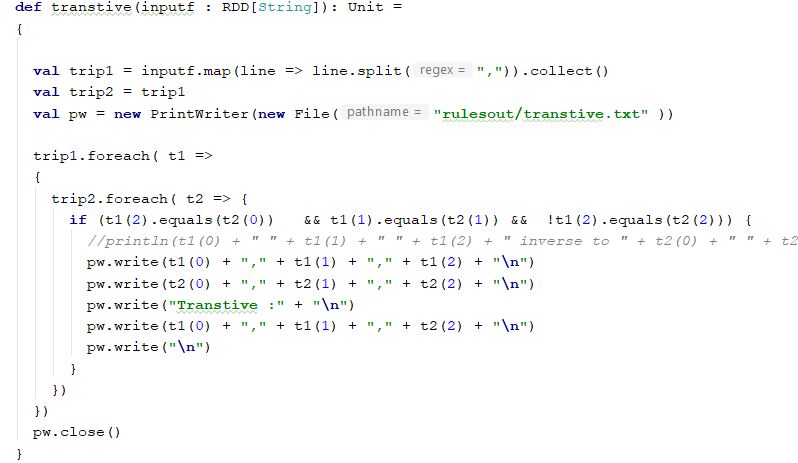 def transtive(inputf : RDD[String]): Unit =
{
val trip1 = inputf.map(line => line.split( regex = ",")).collect()
val trip2 = trip1
val pw = new PrintWriter(new File( pathname = "rulesout/transtive.txt" ))
trip1.foreach( t1 =>
{
trip2.foreach( t2 => {
if (t1(2).equals(t2(0))   && t1(1).equals(t2(1)) &&  !t1(2).equals(t2(2))) {
//println(t1(0) + " " + t1(1) + " " + t1(2) + " inverse to " + t2(0) + " " + t2
pw.write(t1(0) + "," + t1(1) + "," + t1(2) + "\n")
pw.write(t2(0) + "," + t2(1) + "," + t2(2) + "\n")
pw.write("Transtive :" + "\n")
pw.write(t1(0) + "," + t1(1) + "," + t2(2) + "\n")
pw.write("\n")
}
})
})
pw.close()
}